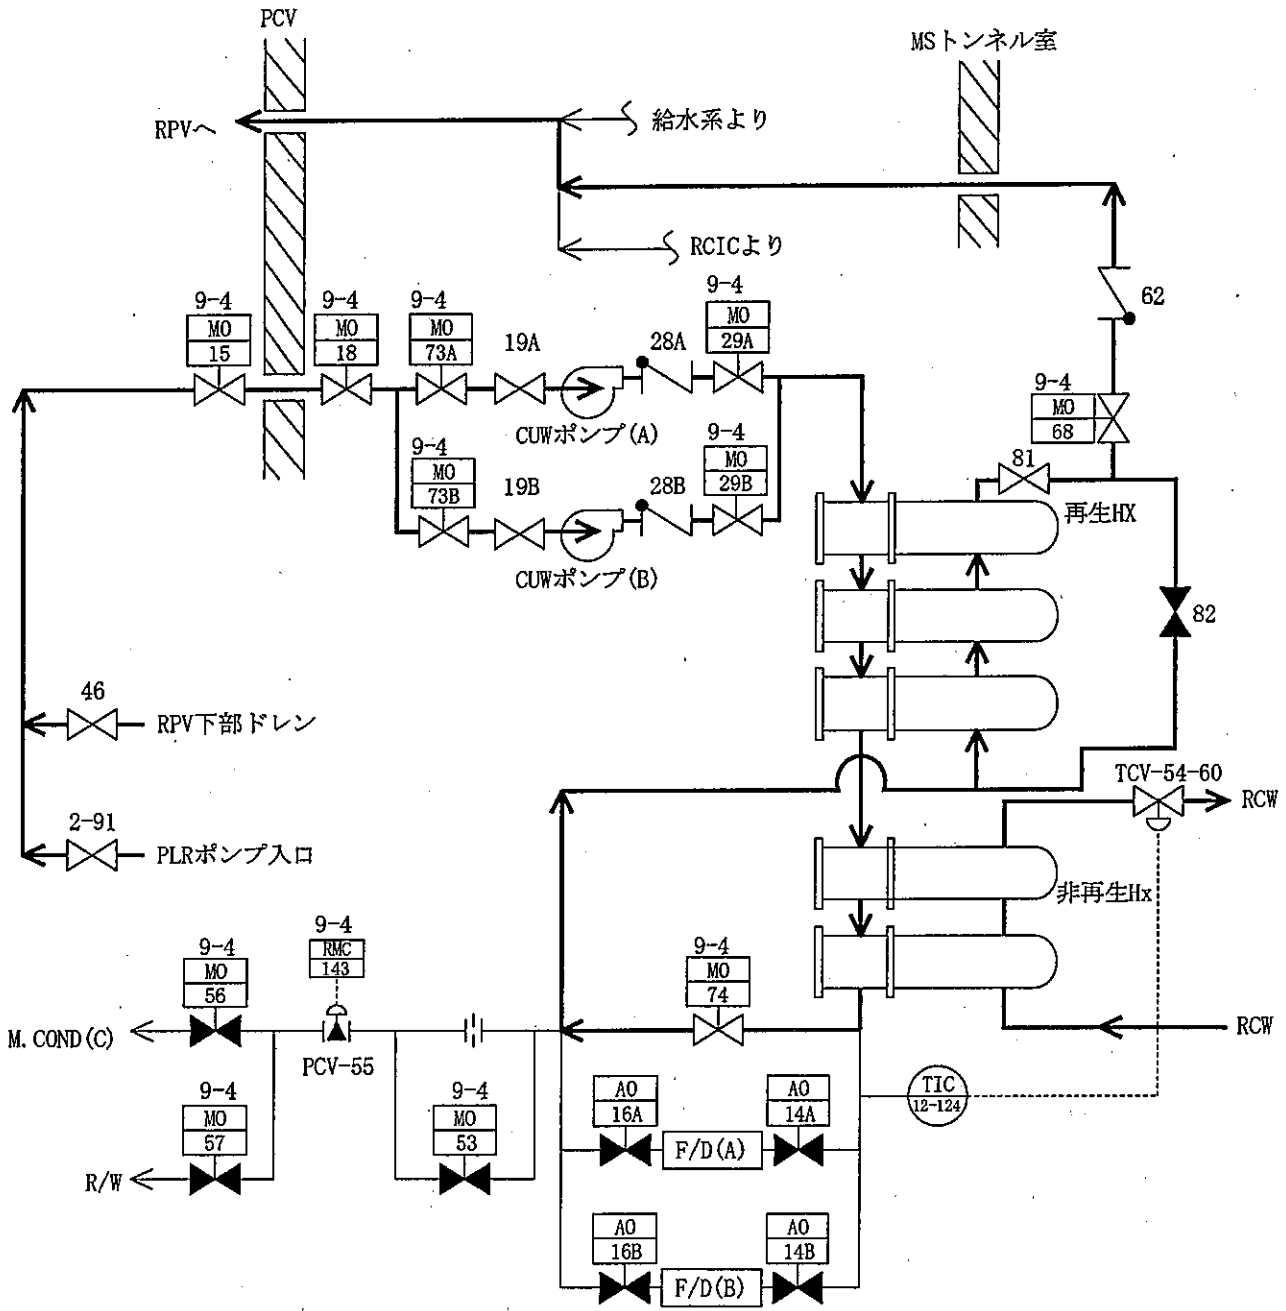 PCV
MSトンネル室
RPVへ
給水系より
RCICより
9-4
MO
15
9-4
MO
18
9-4
MO
73A
19A
28A
9-4
MO
29A
62
CUWポンプ(A)
9-4
MO
68
9-4
MO
73B
19B
28B
9-4
MO
29B
81
再生HX
CUWポンプ(B)
82
46
RPV下部ドレン
TCV-54-60
RCW
2-91
PLRポンプ入口
非再生Hx
9-4
MO
56
9-4
RMC
143
9-4
MO
74
M.COND(C)
PCV-55
RCW
9-4
MO
57
9-4
MO
53
AO
16A
AO
14A
TIC
12-124
F/D(A)
R/W
AO
16B
AO
14B
F/D(B)